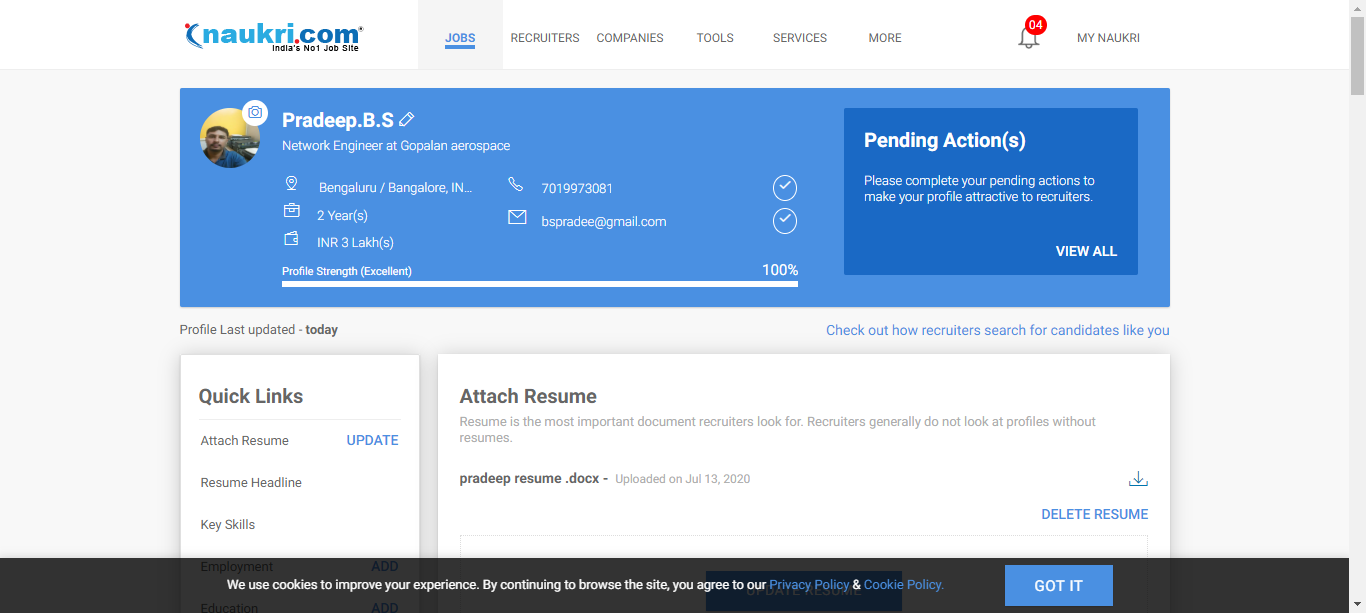 naukri.com
India's No1 Job Site
JOBS
RECRUITERS
COMPANIES
TOOLS
SERVICES
MORE
04
MY NAUKRI
Pradeep.B.S
Network Engineer at Gopalan aerospace
Bengaluru / Bangalore, IN...
7019973081
2 Year(s)
bspradee@gmail.com
INR 3 Lakh(s)
Profile Strength (Excellent)
100%
Pending Action(s)
Please complete your pending actions to
make your profile attractive to recruiters.
VIEW ALL
Profile Last updated - today
Check out how recruiters search for candidates like you
Quick Links
Attach Resume UPDATE
Resume Headline
Key Skills
Employment ADD
Education ADD
Attach Resume
Resume is the most important document recruiters look for. Recruiters generally do not look at profiles without
resumes.
pradeep resume .docx - Uploaded on Jul 13, 2020
DELETE RESUME
UPDATE RESUME
We use cookies to improve your experience. By continuing to browse the site, you agree to our Privacy Policy & Cookie Policy.
GOT IT